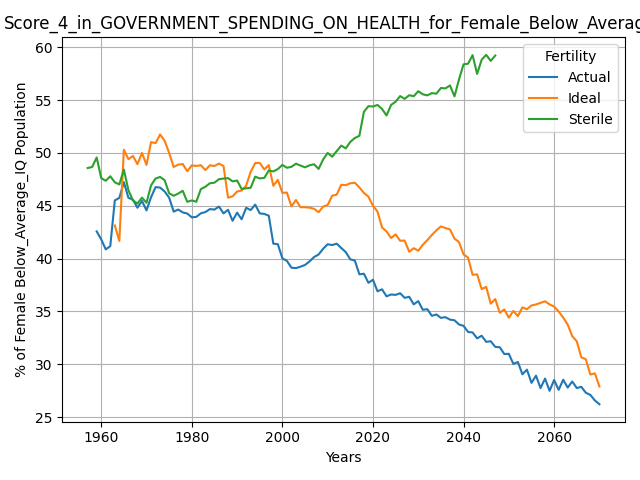 Score_4_in_GOVERNMENT_SPENDING_ON_HEALTH_for_Female_Below_Averag
60
55
50
45
40
35
30
25
% of Female Below_Average_IQ Population
Fertility
Actual
Ideal
Sterile
1960 1980 2000 2020 2040 2060
Years